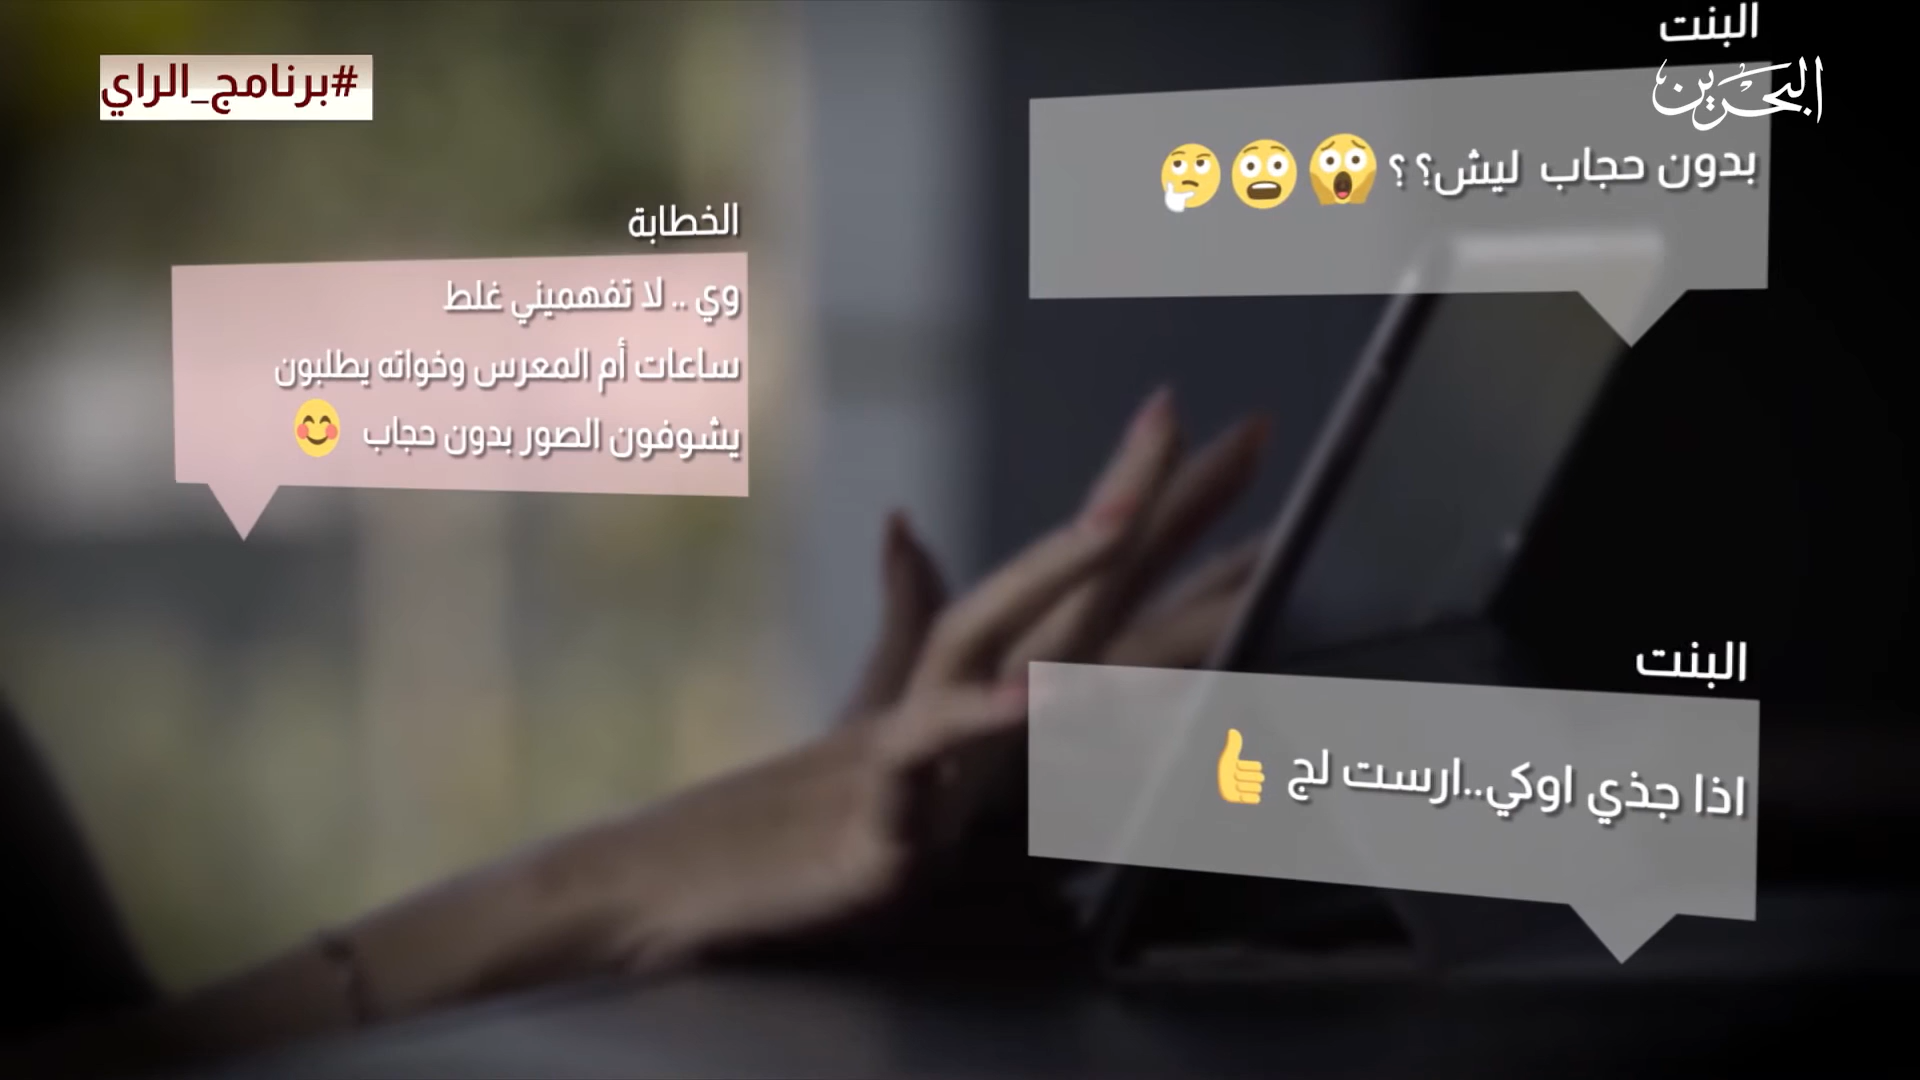 #برنامج_الراي
البنت
البحرين
بدون حجاب ليش؟؟ 😱😨🤔
الخطابة
وي .. لا تفهميني غلط
ساعات أم المعرس وخواته يطلبون
يشوفون الصور بدون حجاب 😊
البنت
اذا جذي اوكي..ارست لج 👍